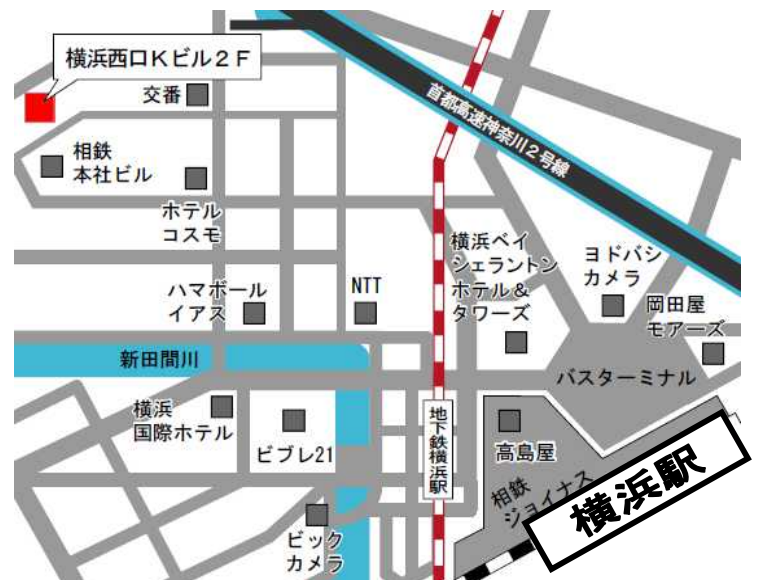 横浜西口Kビル2F
交番
相鉄
本社ビル
ホテル
コスモ
首都高速神奈川2号線
横浜ベイ
シェラントン
ホテル&
タワーズ
ヨドバシ
カメラ
岡田屋
モアーズ
ハマボール
イアス
NTT
新田間川
バスターミナル
横浜
国際ホテル
ビブレ21
地下鉄横浜駅
高島屋
相鉄
ジョイナス
横浜駅
ビック
カメラ